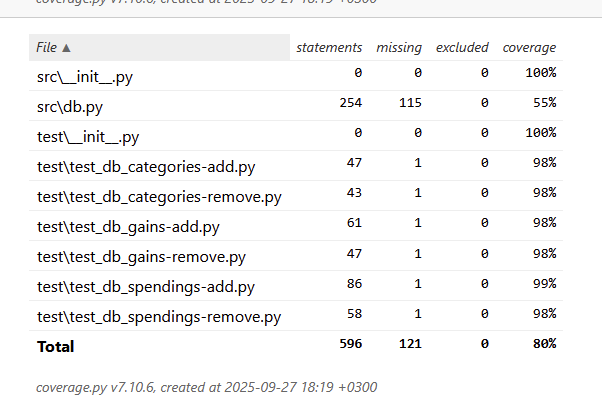 coverage.py v7.10.6, created at 2025-09-27 18:19 +0300
File ▲ statements missing excluded coverage
src\__init__.py 0 0 0 100%
src\db.py 254 115 0 55%
test\__init__.py 0 0 0 100%
test\test_db_categories-add.py 47 1 0 98%
test\test_db_categories-remove.py 43 1 0 98%
test\test_db_gains-add.py 61 1 0 98%
test\test_db_gains-remove.py 47 1 0 98%
test\test_db_spendings-add.py 86 1 0 99%
test\test_db_spendings-remove.py 58 1 0 98%
Total 596 121 0 80%
coverage.py v7.10.6, created at 2025-09-27 18:19 +0300